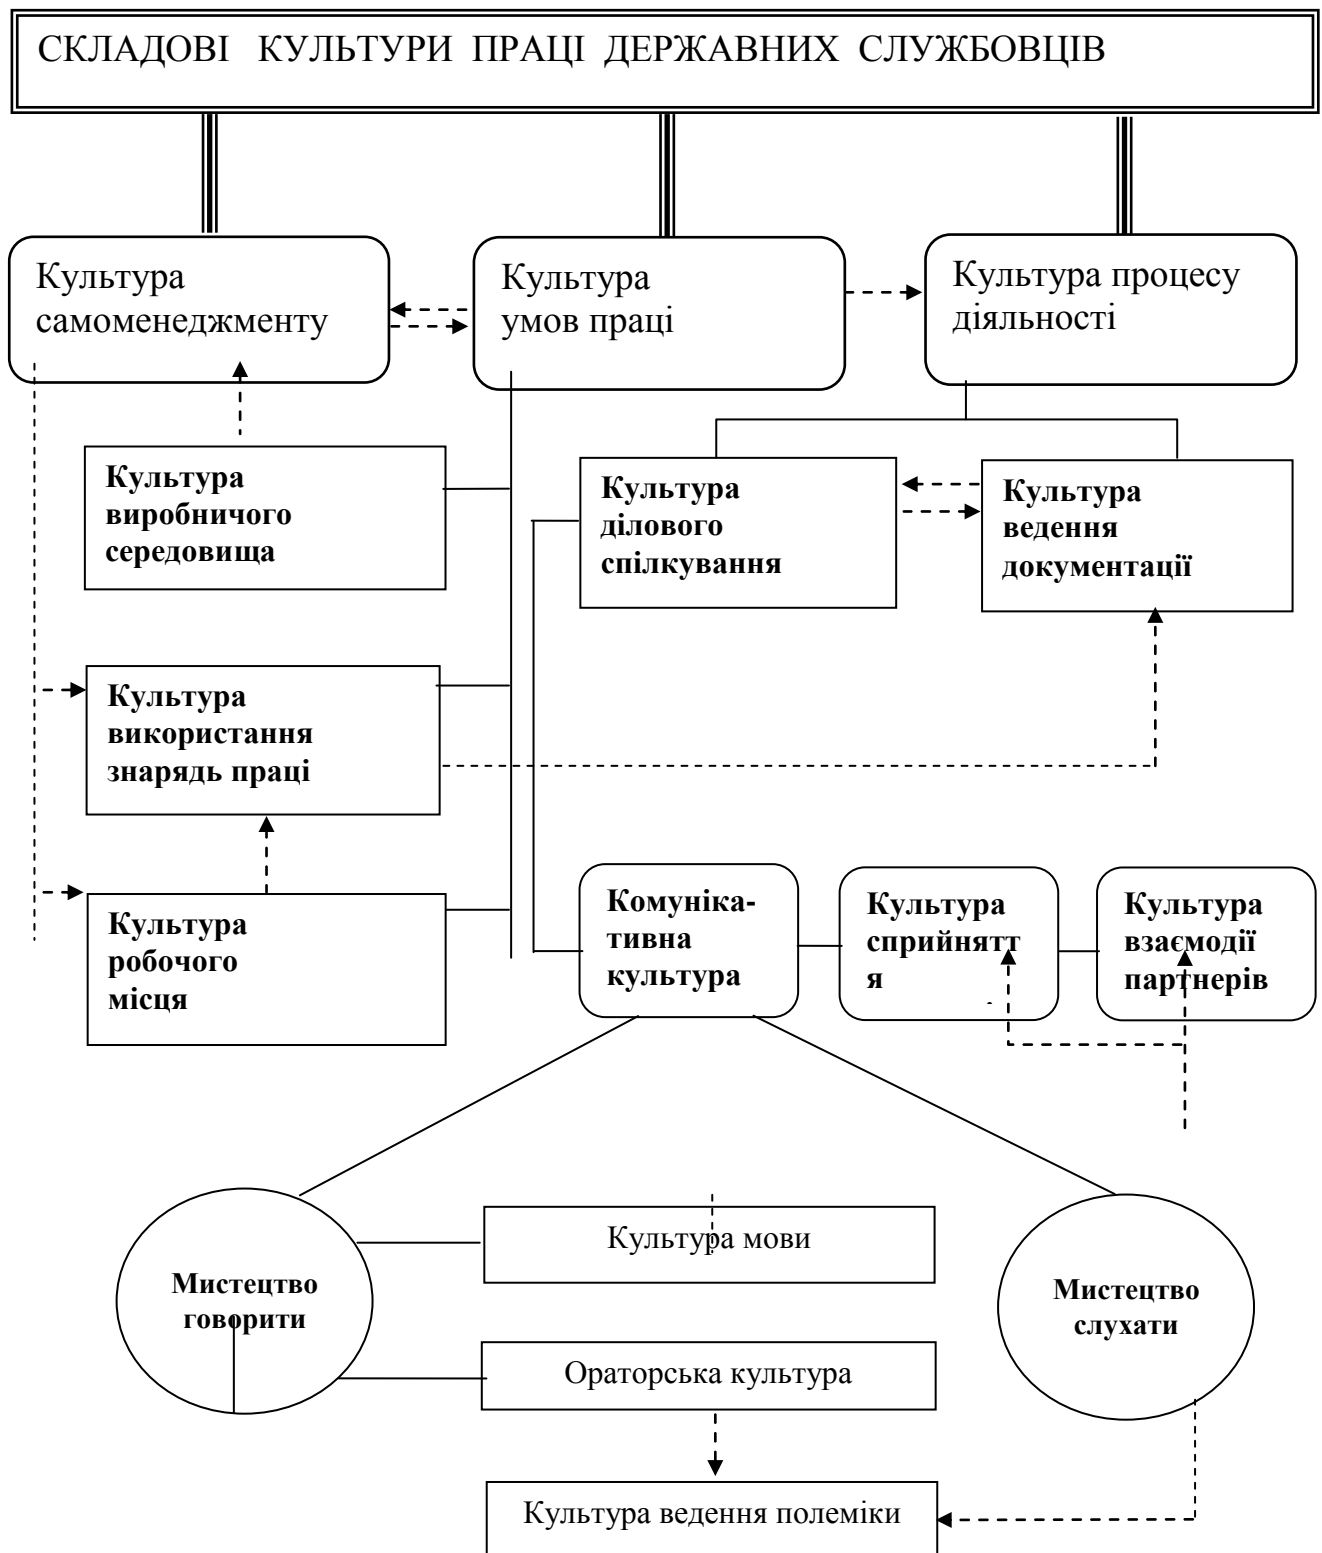 СКЛАДОВІ КУЛЬТУРИ ПРАЦІ ДЕРЖАВНИХ СЛУЖБОВЦІВ
Культура
самоменеджменту
Культура
умов праці
Культура процесу
діяльності
Культура
виробничого
середовища
Культура
ділового
спілкування
Культура
ведення
документації
Культура
використання
знарядь праці
Культура
робочого
місця
Комуніка-
тивна
культура
Культура
сприйнятт
я
Культура
взаємодії
партнерів
Мистецтво
говорити
Культура мови
Мистецтво
слухати
Ораторська культура
Культура ведення полеміки